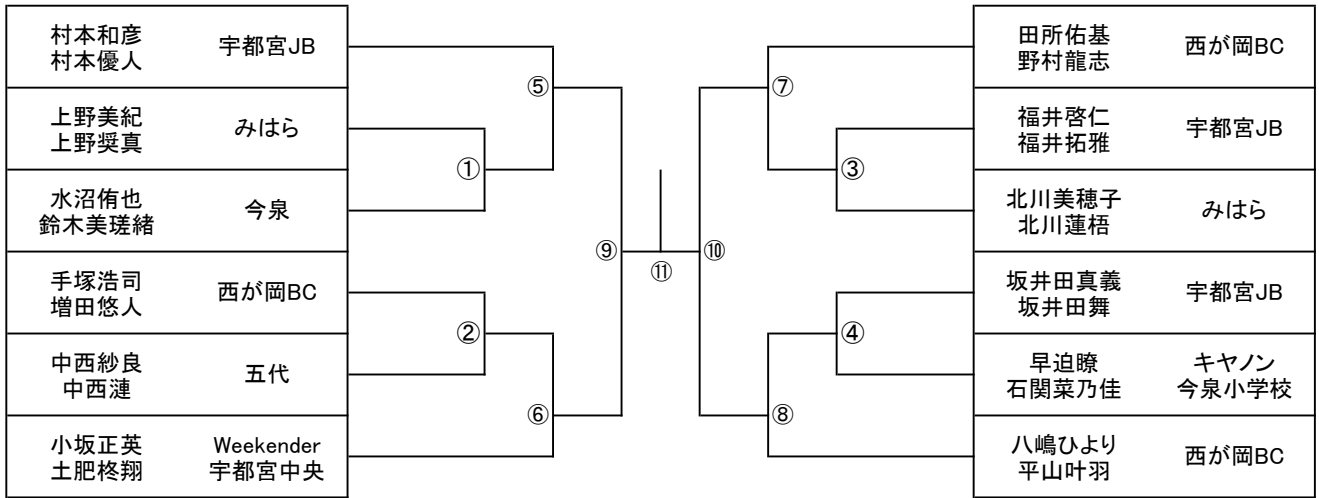 村本和彦
村本優人
宇都宮JB
上野美紀
上野奨真
みはら
水沼侑也
鈴木美瑳緒
今泉
手塚浩司
増田悠人
西が岡BC
中西紗良
中西漣
五代
小坂正英
土肥柊翔
Weekender
宇都宮中央
⑤
①
②
⑥
⑨
⑪
⑩
⑦
③
④
⑧
田所佑基
野村龍志
西が岡BC
福井啓仁
福井拓雅
宇都宮JB
北川美穂子
北川蓮梧
みはら
坂井田真義
坂井田舞
宇都宮JB
早迫瞭
石関菜乃佳
キヤノン
今泉小学校
八嶋ひより
平山叶羽
西が岡BC